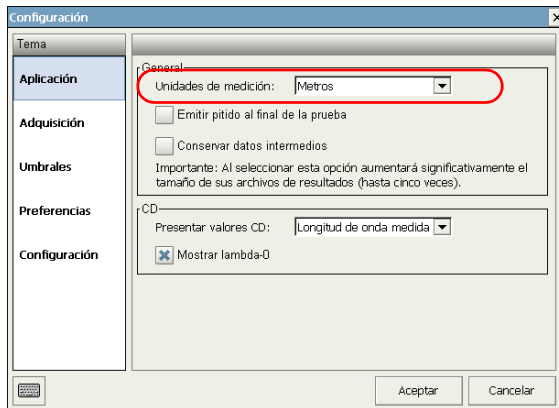 Configuración
Tema
Aplicación
Adquisición
Umbrales
Preferencias
Configuración
General
Unidades de medición: Metros
Emitir pitido al final de la prueba
Conservar datos intermedios
Importante: Al seleccionar esta opción aumentará significativamente el
tamaño de sus archivos de resultados (hasta cinco veces).
CD
Presentar valores CD: Longitud de onda medida
Mostrar lambda-0
Aceptar
Cancelar